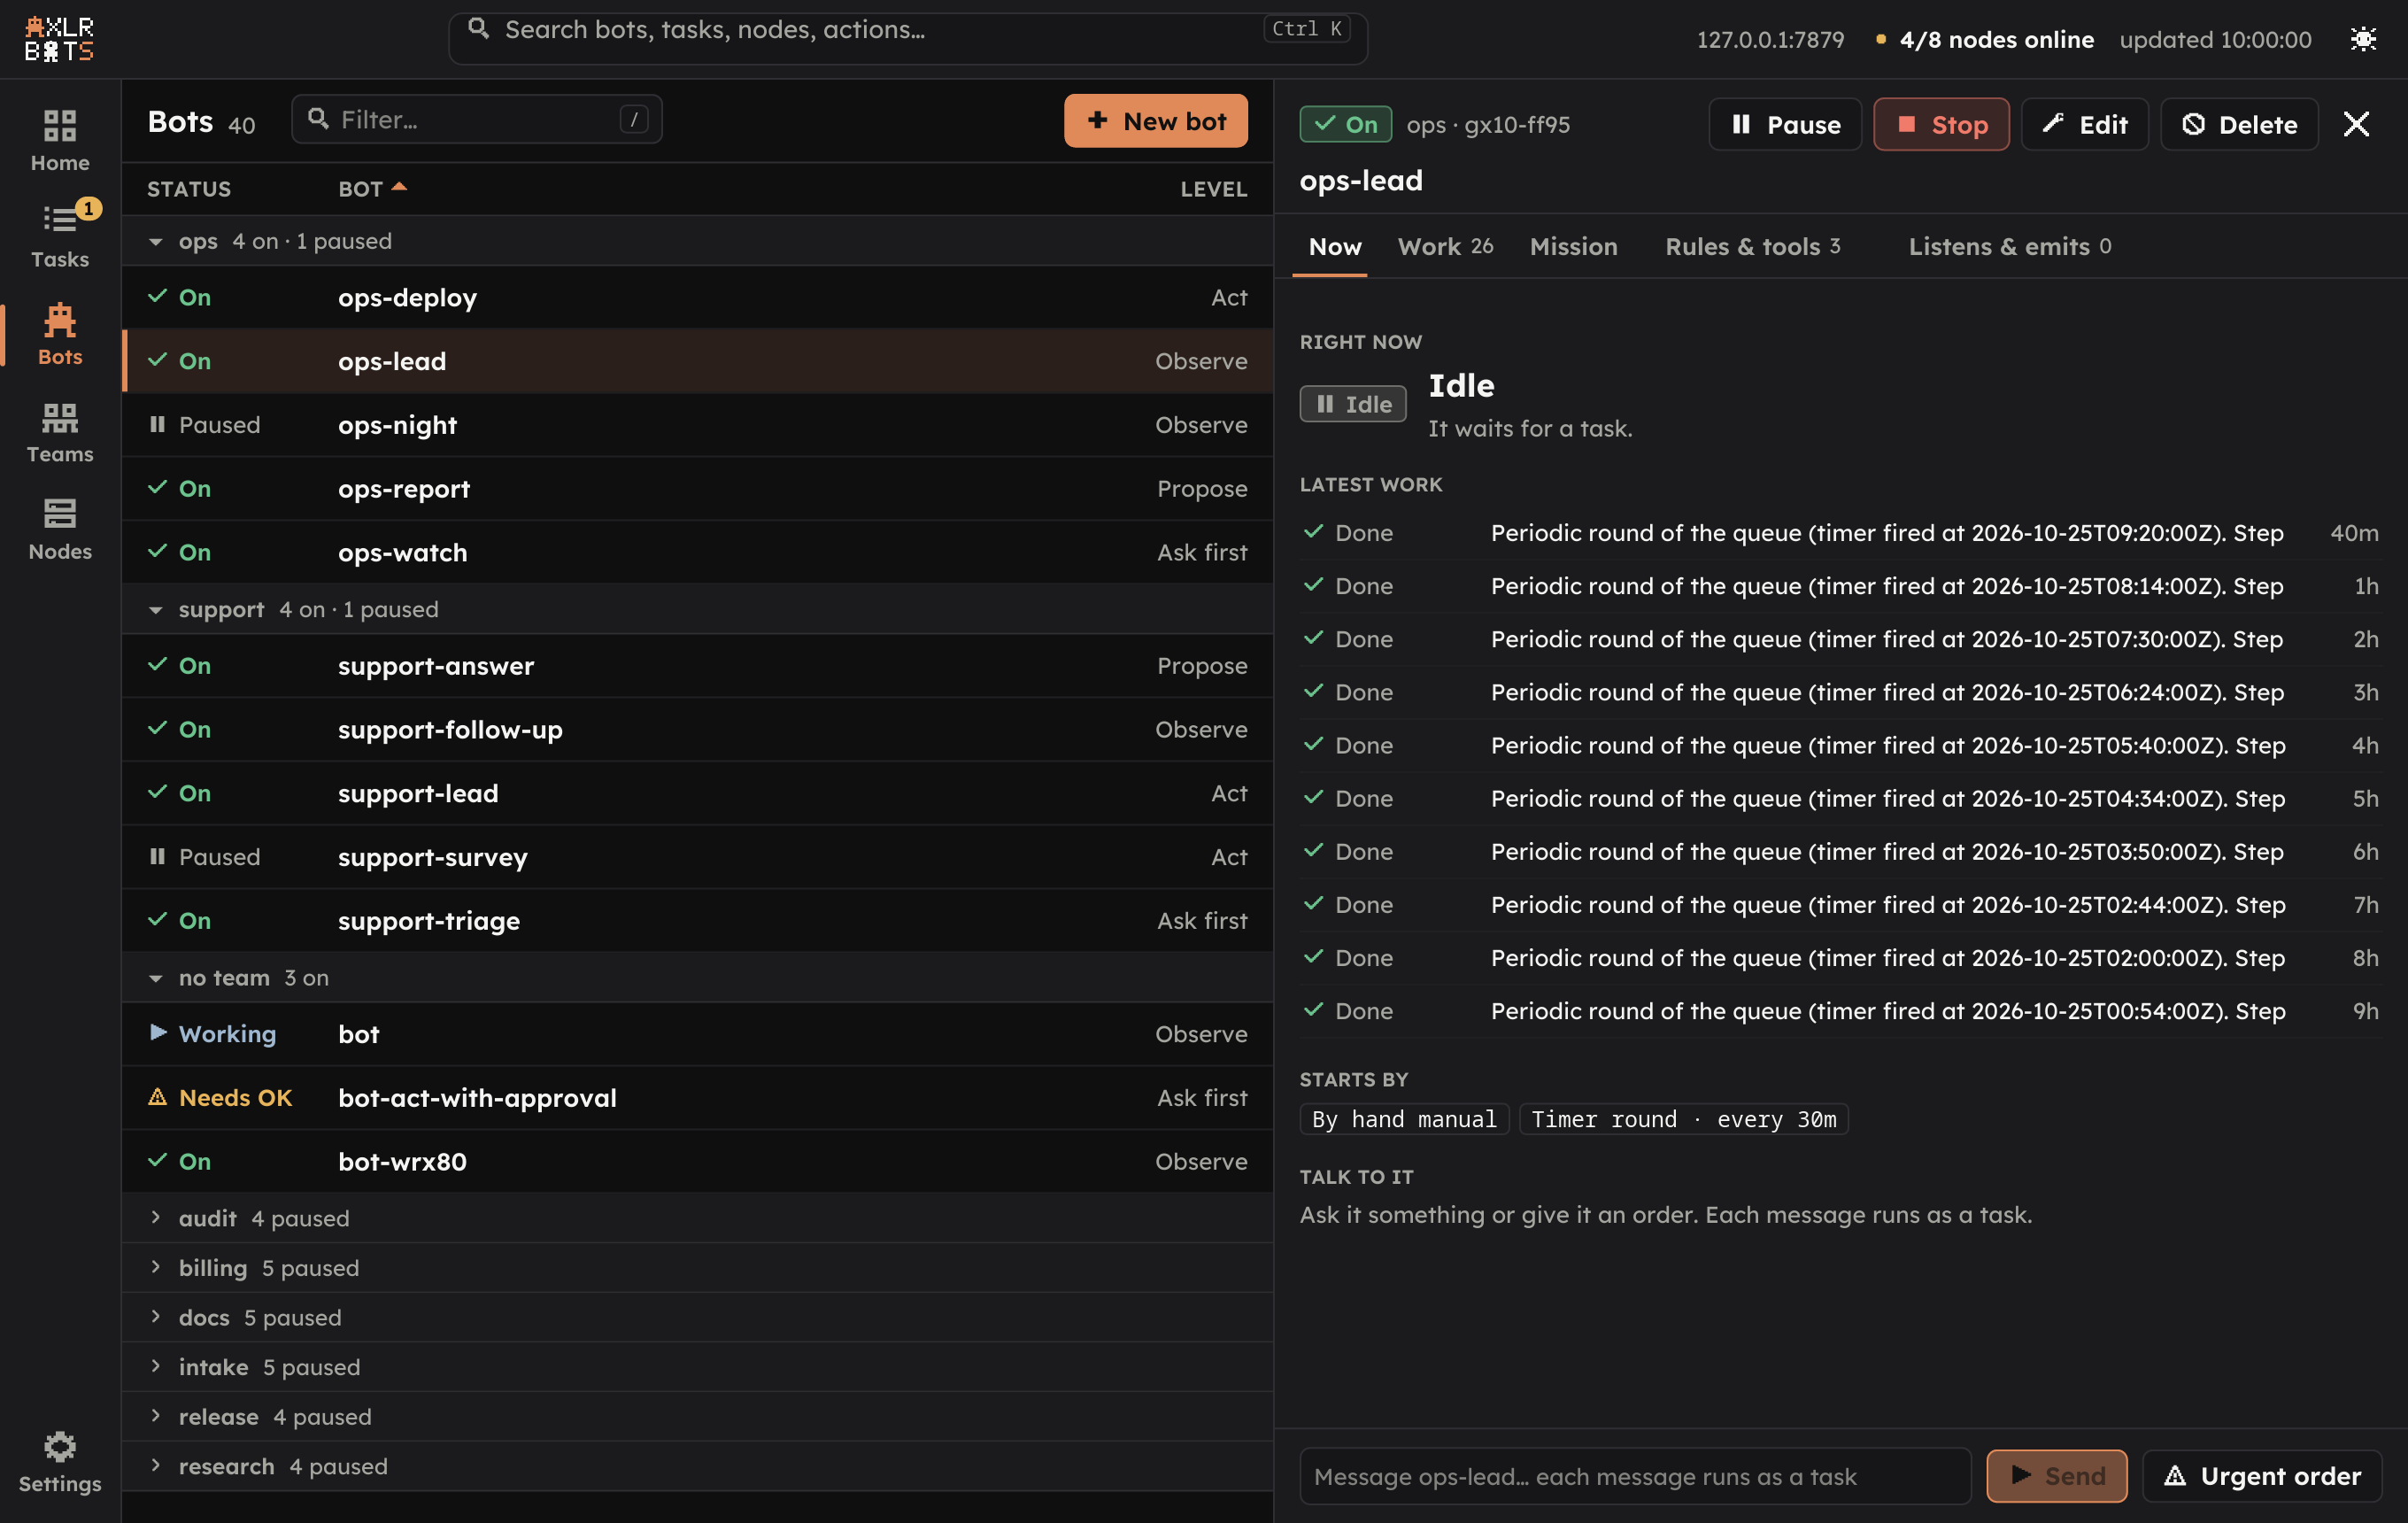 AXLR
BOTS
Search bots, tasks, nodes, actions... Ctrl K
127.0.0.1:7879 4/8 nodes online updated 10:00:00
Home
Tasks 1
Bots
Teams
Nodes
Settings
Bots 40 Filter... / New bot
STATUS BOT LEVEL
ops 4 on · 1 paused
On ops-deploy Act
On ops-lead Observe
Paused ops-night Observe
On ops-report Propose
On ops-watch Ask first
support 4 on · 1 paused
On support-answer Propose
On support-follow-up Observe
On support-lead Act
Paused support-survey Act
On support-triage Ask first
no team 3 on
Working bot Observe
Needs OK bot-act-with-approval Ask first
On bot-wrx80 Observe
audit 4 paused
billing 5 paused
docs 5 paused
intake 5 paused
release 4 paused
research 4 paused
On ops · gx10-ff95 Pause Stop Edit Delete
ops-lead
Now Work 26 Mission Rules & tools 3 Listens & emits 0
RIGHT NOW
Idle Idle
It waits for a task.
LATEST WORK
Done Periodic round of the queue (timer fired at 2026-10-25T09:20:00Z). Step 40m
Done Periodic round of the queue (timer fired at 2026-10-25T08:14:00Z). Step 1h
Done Periodic round of the queue (timer fired at 2026-10-25T07:30:00Z). Step 2h
Done Periodic round of the queue (timer fired at 2026-10-25T06:24:00Z). Step 3h
Done Periodic round of the queue (timer fired at 2026-10-25T05:40:00Z). Step 4h
Done Periodic round of the queue (timer fired at 2026-10-25T04:34:00Z). Step 5h
Done Periodic round of the queue (timer fired at 2026-10-25T03:50:00Z). Step 6h
Done Periodic round of the queue (timer fired at 2026-10-25T02:44:00Z). Step 7h
Done Periodic round of the queue (timer fired at 2026-10-25T02:00:00Z). Step 8h
Done Periodic round of the queue (timer fired at 2026-10-25T00:54:00Z). Step 9h
STARTS BY
By hand manual Timer round · every 30m
TALK TO IT
Ask it something or give it an order. Each message runs as a task.
Message ops-lead... each message runs as a task Send Urgent order